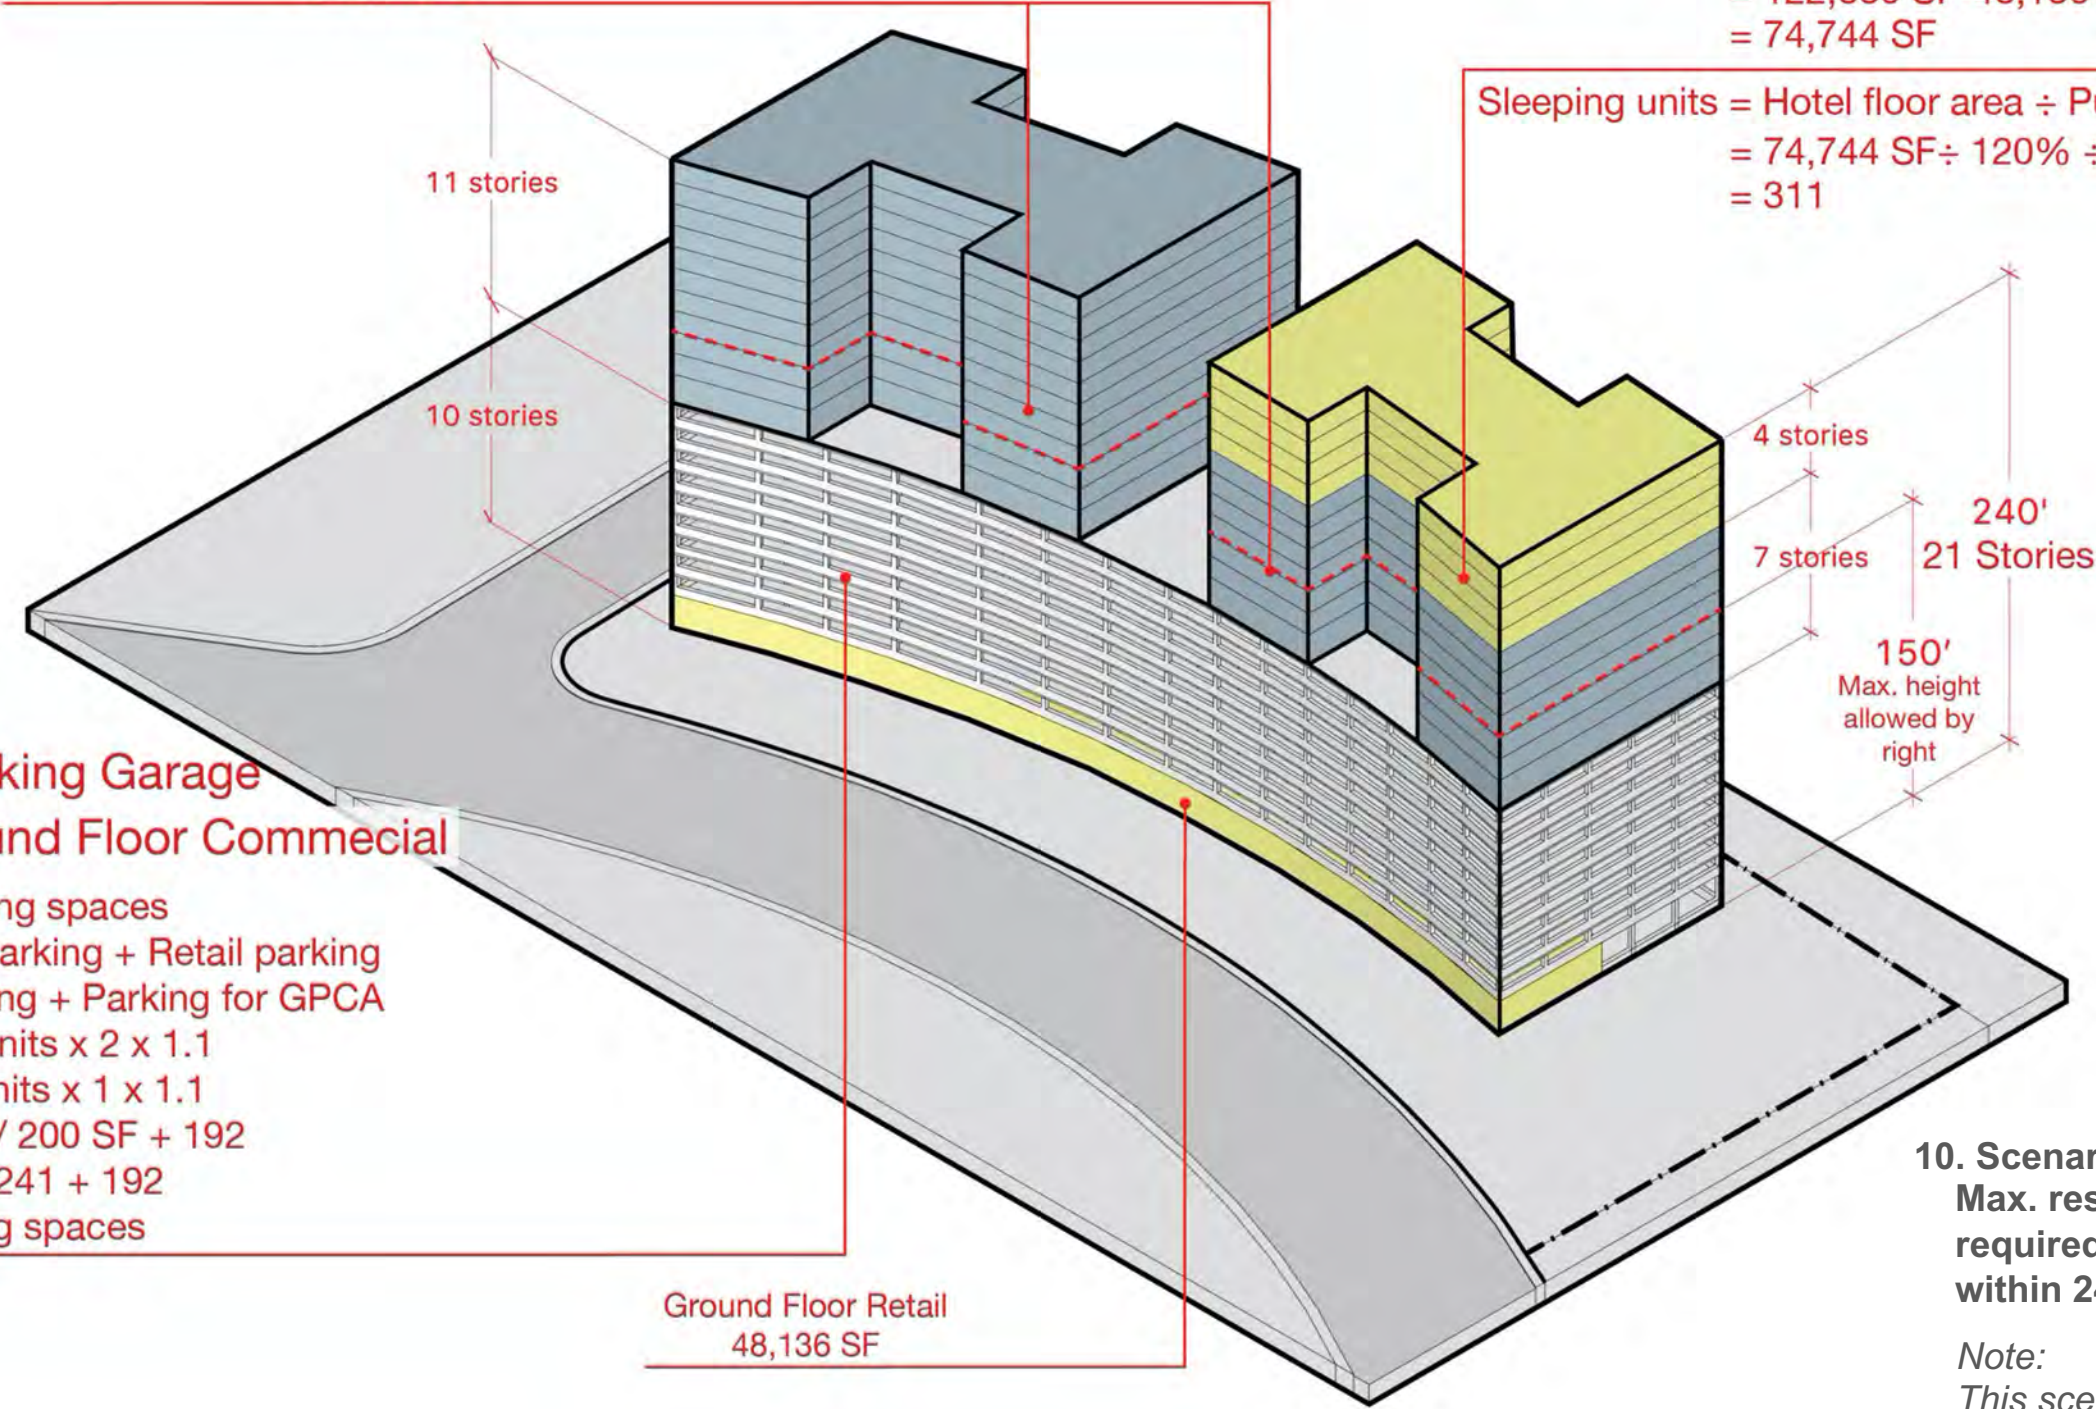 = 74,744 SF
Sleeping units = Hotel floor area ÷
= 74,744 SF÷ 120% ÷
= 311
11 stories
10 stories
4 stories
7 stories
240'
21 Stories
150'
Max. height
allowed by
right
king Garage
und Floor Commecial
ng spaces
arking + Retail parking
ng + Parking for GPCA
nits x 2 x 1.1
nits x 1 x 1.1
/ 200 SF + 192
241 + 192
g spaces
Ground Floor Retail
48,136 SF
10. Scenar
Max. res
required
within 24
Note:
This sce